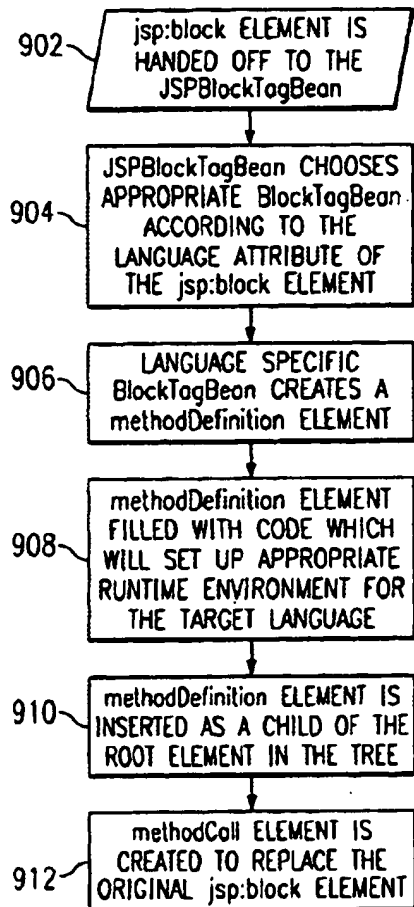 902
jsp:block ELEMENT IS
HANDED OFF TO THE
JSPBlockTagBean
904
JSPBlockTagBean CHOOSES
APPROPRIATE BlockTagBean
ACCORDING TO THE
LANGUAGE ATTRIBUTE OF
THE jsp:block ELEMENT
906
LANGUAGE SPECIFIC
BlockTagBean CREATES A
methodDefinition ELEMENT
908
methodDefinition ELEMENT
FILLED WITH CODE WHICH
WILL SET UP APPROPRIATE
RUNTIME ENVIRONMENT FOR
THE TARGET LANGUAGE
910
methodDefinition ELEMENT IS
INSERTED AS A CHILD OF THE
ROOT ELEMENT IN THE TREE
912
methodCall ELEMENT IS
CREATED TO REPLACE THE
ORIGINAL jsp:block ELEMENT